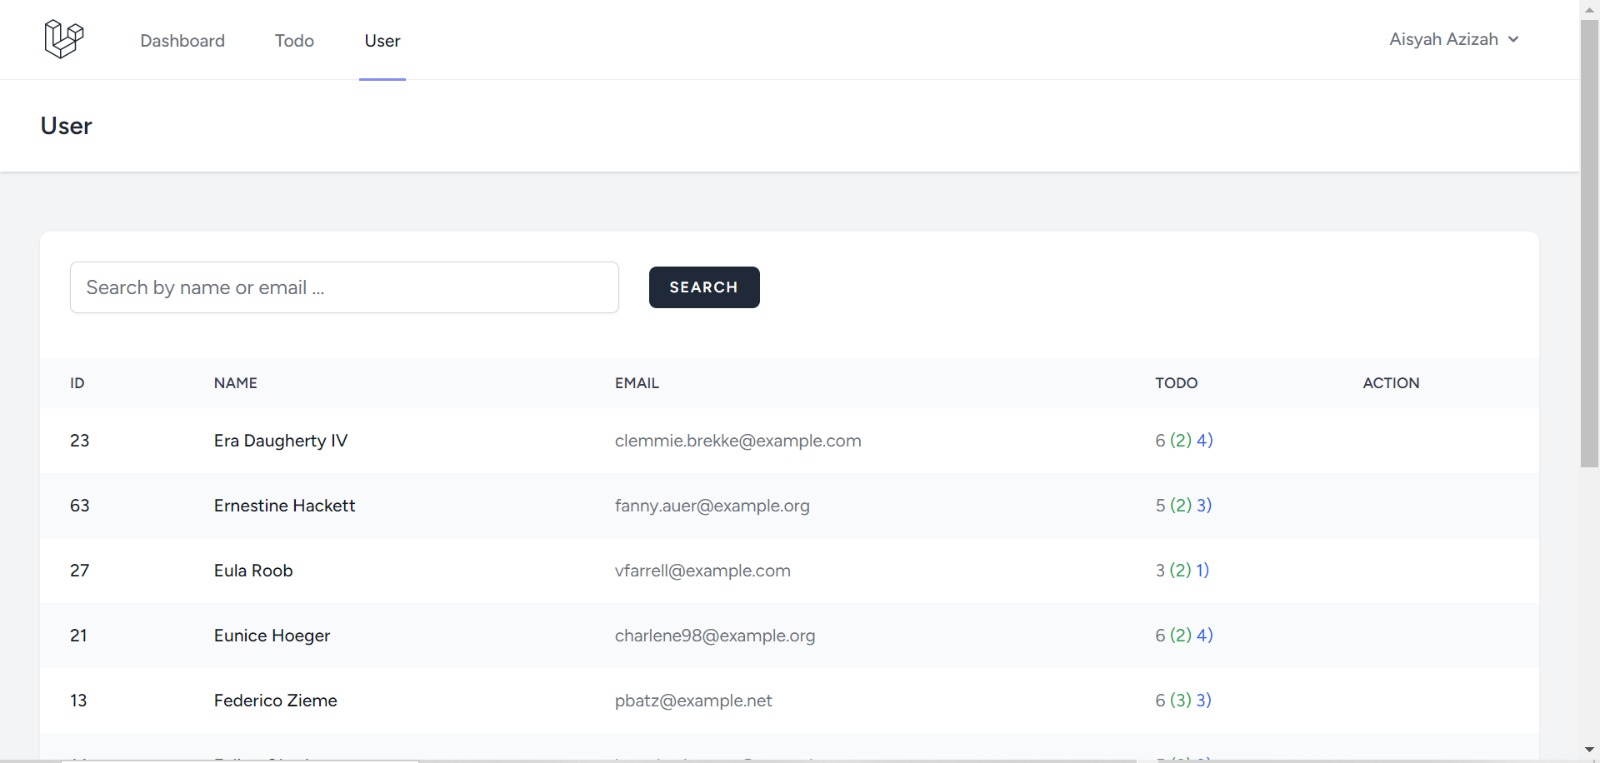 Dashboard Todo User Aisyah Azizah
User
Search by name or email ... SEARCH
ID NAME EMAIL TODO ACTION
23 Era Daugherty IV clemmie.brekke@example.com 6 (2) 4)
63 Ernestine Hackett fanny.auer@example.org 5 (2) 3)
27 Eula Roob vfarrell@example.com 3 (2) 1)
21 Eunice Hoeger charlene98@example.org 6 (2) 4)
13 Federico Zieme pbatz@example.net 6 (3) 3)